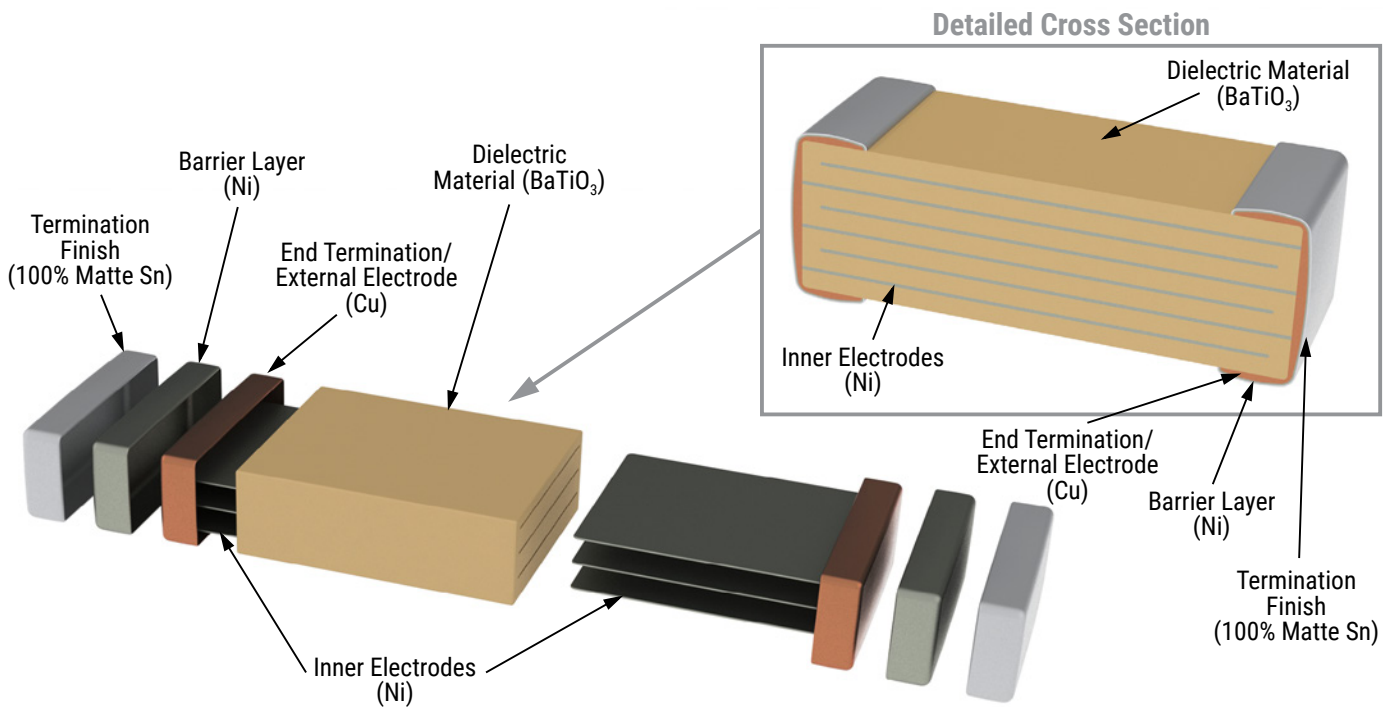 Detailed Cross Section
Dielectric Material
(BaTiO₃)
Inner Electrodes
(Ni)
End Termination/
External Electrode
(Cu)
Barrier Layer
(Ni)
Termination
Finish
(100% Matte Sn)
Termination
Finish
(100% Matte Sn)
Barrier Layer
(Ni)
End Termination/
External Electrode
(Cu)
Dielectric
Material (BaTiO₃)
Inner Electrodes
(Ni)